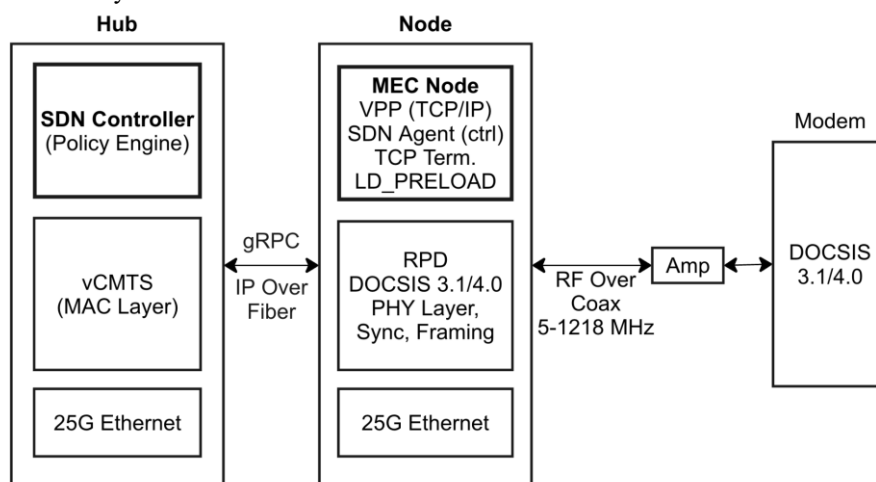 Hub
SDN Controller
(Policy Engine)
vCMTS
(MAC Layer)
25G Ethernet
gRPC
IP Over
Fiber
Node
MEC Node
VPP (TCP/IP)
SDN Agent (ctrl)
TCP Term.
LD_PRELOAD
RPD
DOCSIS 3.1/4.0
PHY Layer,
Sync, Framing
25G Ethernet
RF Over
Coax
5-1218 MHz
Amp
Modem
DOCSIS
3.1/4.0